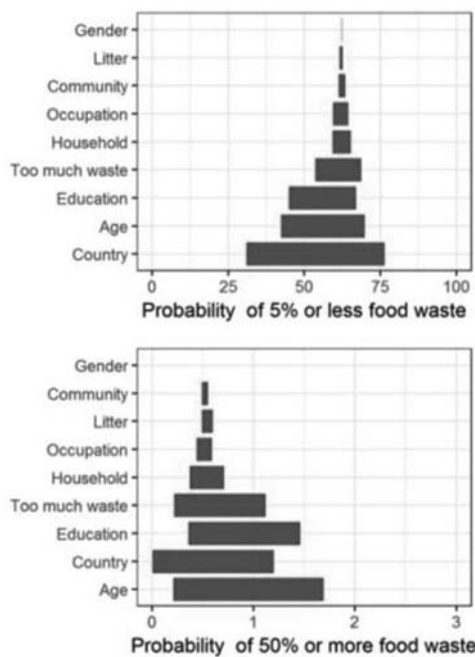 Gender
Litter
Community
Occupation
Household
Too much waste
Education
Age
Country
0 25 50 75 100
Probability of 5% or less food waste
Gender
Community
Litter
Occupation
Household
Too much waste
Education
Country
Age
0 1 2 3
Probability of 50% or more food waste